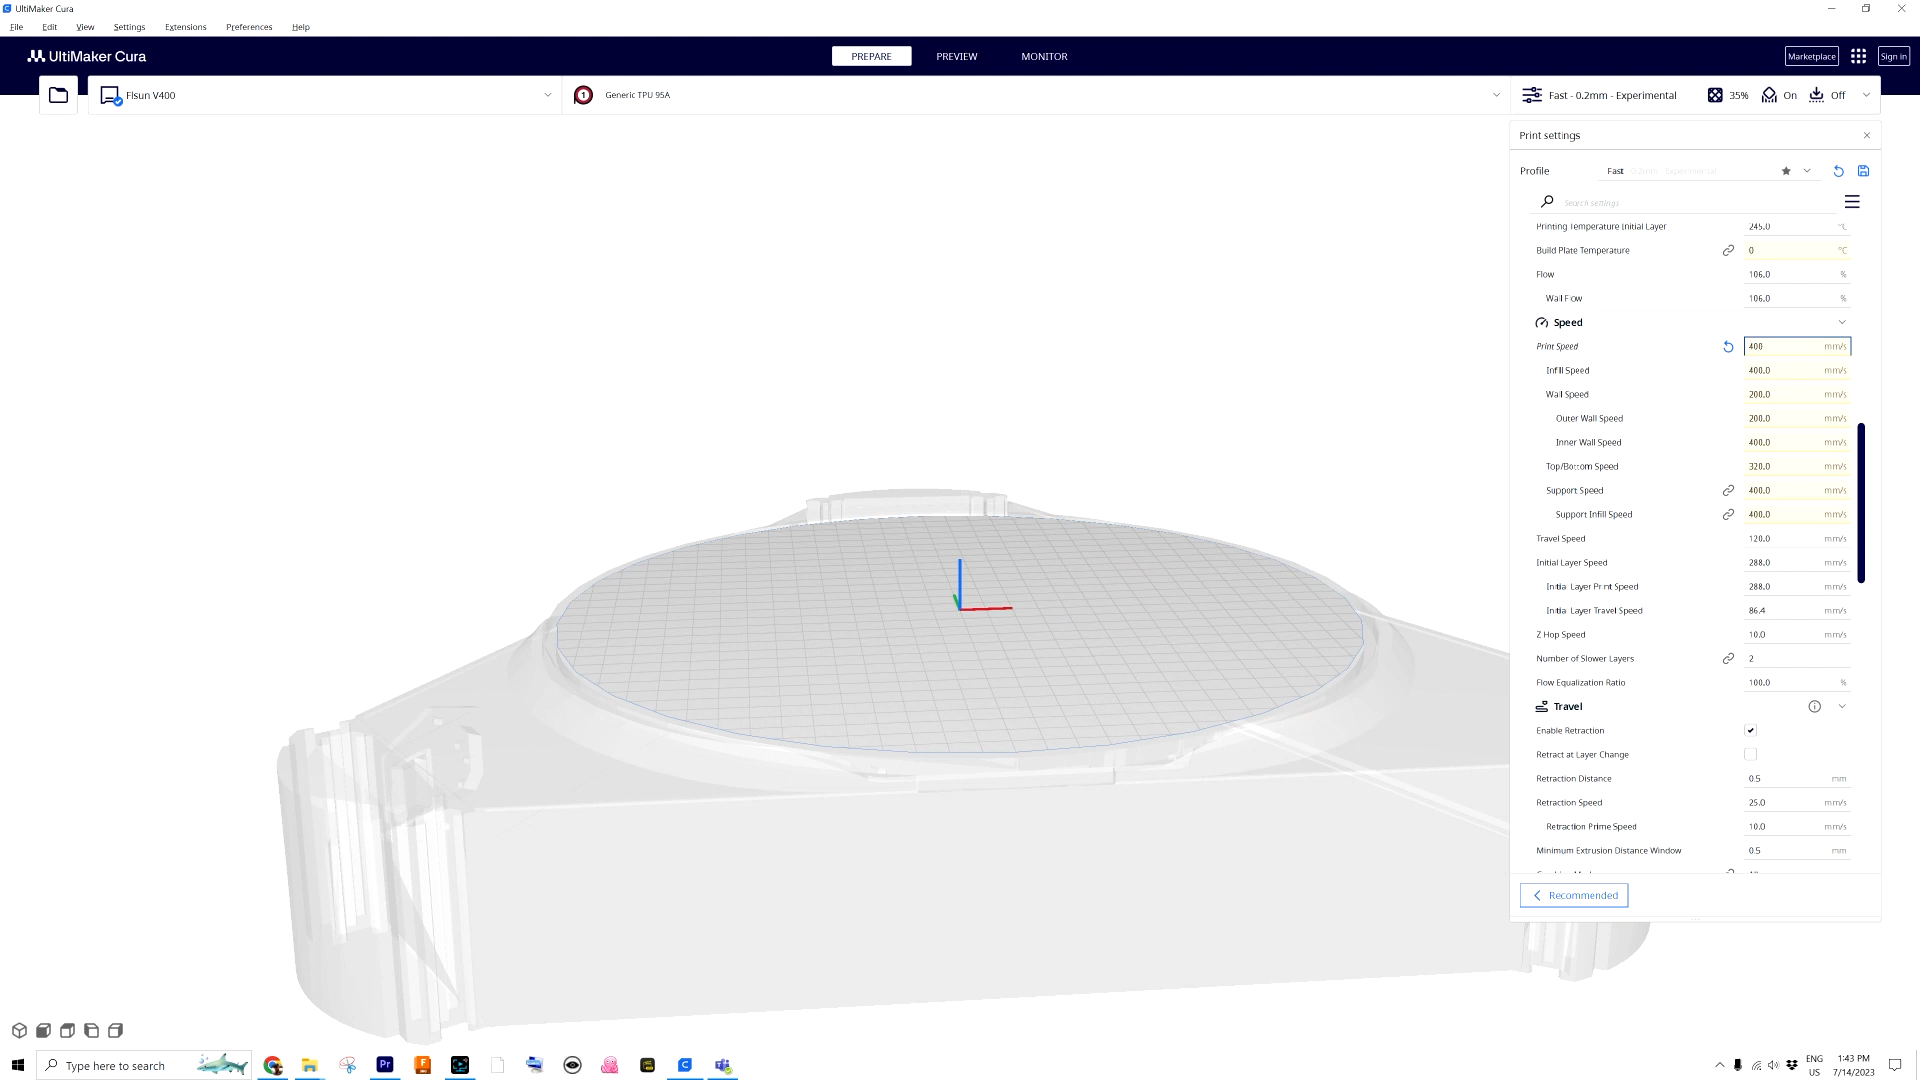 UltiMaker Cura
File Edit View Settings Extensions Preferences Help
UltiMaker Cura PREPARE PREVIEW MONITOR Marketplace Sign in
Flsun V400 1 Generic TPU 95A Fast - 0.2mm - Experimental 35% On Off
Print settings
Profile Fast 0.2mm - Experimental
Search settings
Printing Temperature Initial Layer 245.0 °C
Build Plate Temperature 0 °C
Flow 106.0 %
Wall Flow 106.0 %
Speed
Print Speed 400 mm/s
Infill Speed 400.0 mm/s
Wall Speed 200.0 mm/s
Outer Wall Speed 200.0 mm/s
Inner Wall Speed 400.0 mm/s
Top/Bottom Speed 320.0 mm/s
Support Speed 400.0 mm/s
Support Infill Speed 400.0 mm/s
Travel Speed 120.0 mm/s
Initial Layer Speed 288.0 mm/s
Initial Layer Print Speed 288.0 mm/s
Initial Layer Travel Speed 86.4 mm/s
Z Hop Speed 10.0 mm/s
Number of Slower Layers 2
Flow Equalization Ratio 100.0 %
Travel
Enable Retraction
Retract at Layer Change
Retraction Distance 0.5 mm
Retraction Speed 25.0 mm/s
Retraction Prime Speed 10.0 mm/s
Minimum Extrusion Distance Window 0.5 mm
Recommended
Type here to search Pr F C ENG US 1:43 PM 7/14/2023